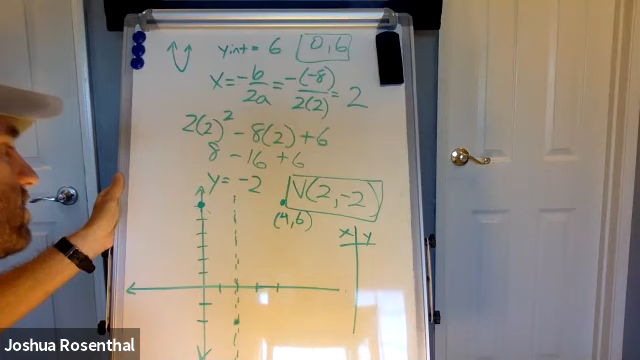 yint = 6 0,6
x = -b/2a = -(-8)/2(2) = 2
2(2)² - 8(2) + 6
8 - 16 + 6
y = -2 V(2,-2)
(4,6)
x y
Joshua Rosenthal